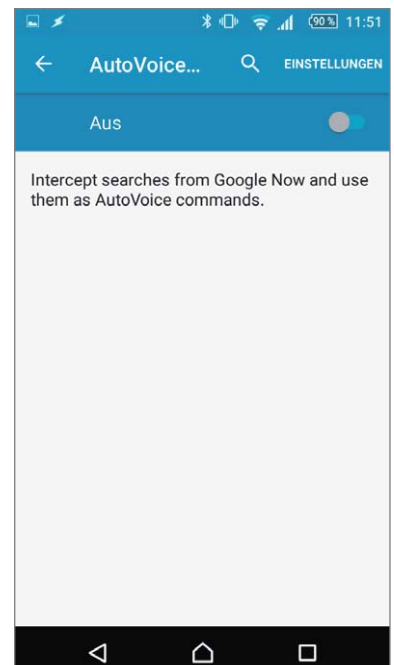 90% 11:51
AutoVoice... EINSTELLUNGEN
Aus
Intercept searches from Google Now and use
them as AutoVoice commands.